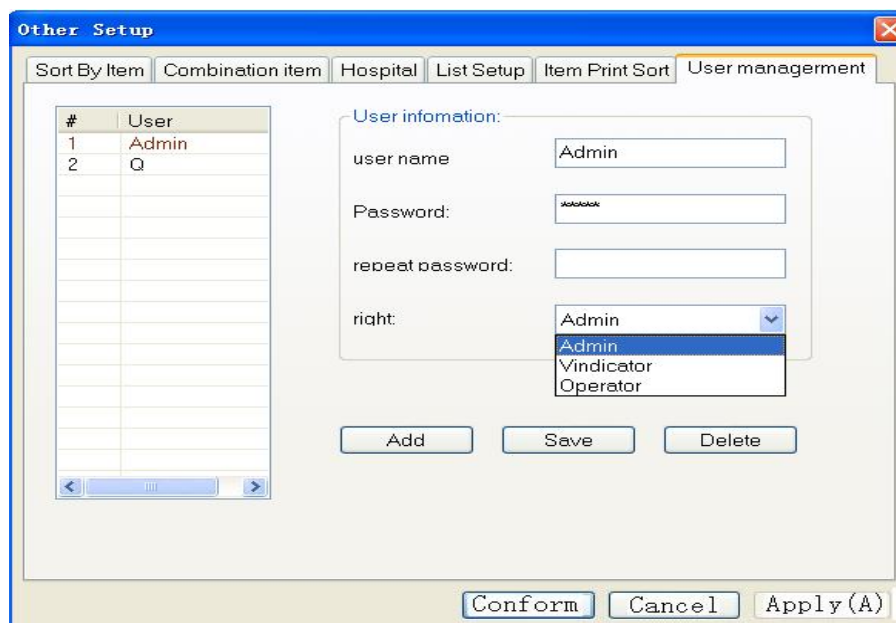 Other Setup
Sort By Item Combination item Hospital List Setup Item Print Sort User managerment
# User
1 Admin
2 Q
User infomation:
user name Admin
Password: ******
repeat password:
right: Admin
Admin
Vindicator
Operator
Add Save Delete
Conform Cancel Apply(A)